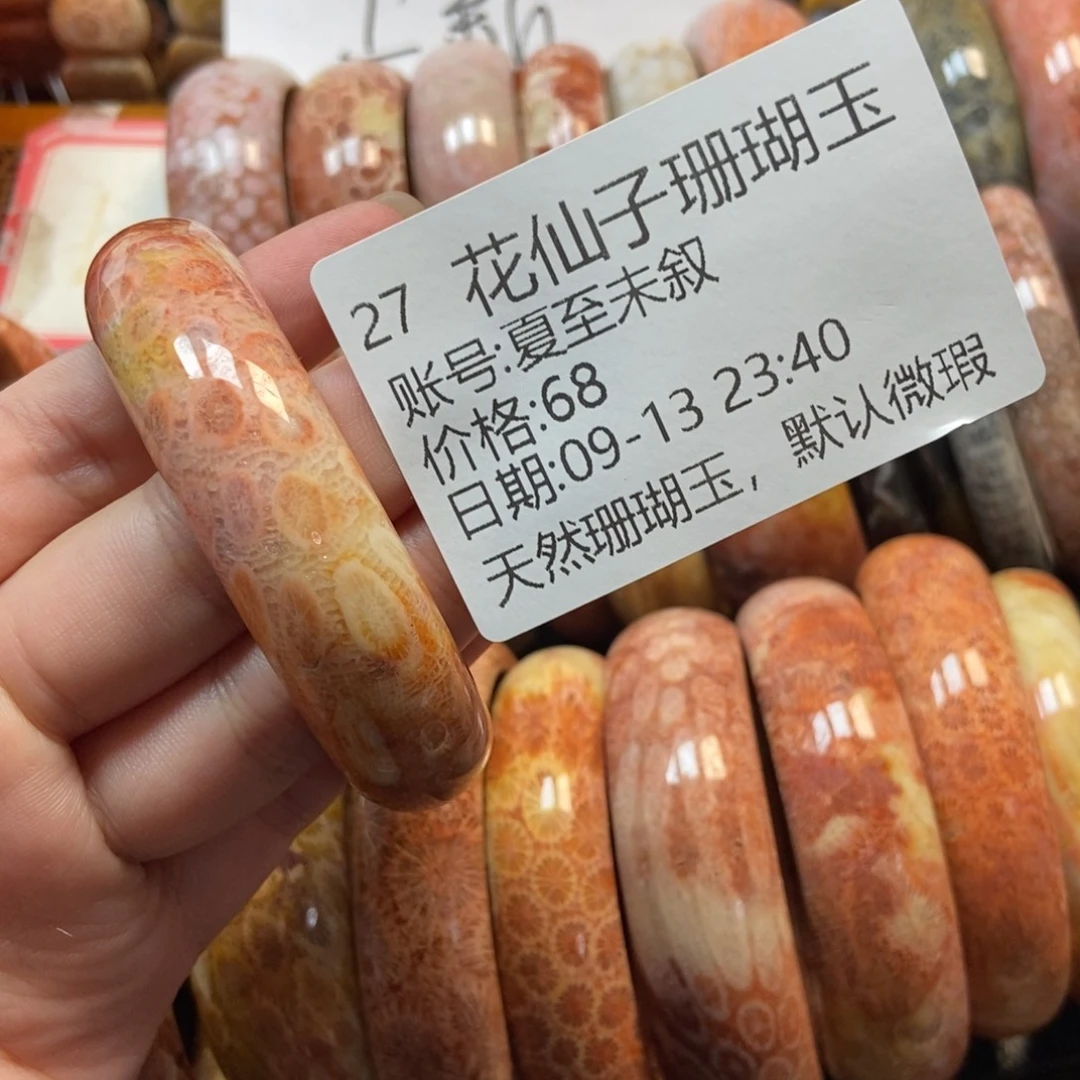 27 花仙子珊瑚玉
账号:夏至未叙
价格:68
日期:09-13 23:40
天然珊瑚玉，默认微瑕